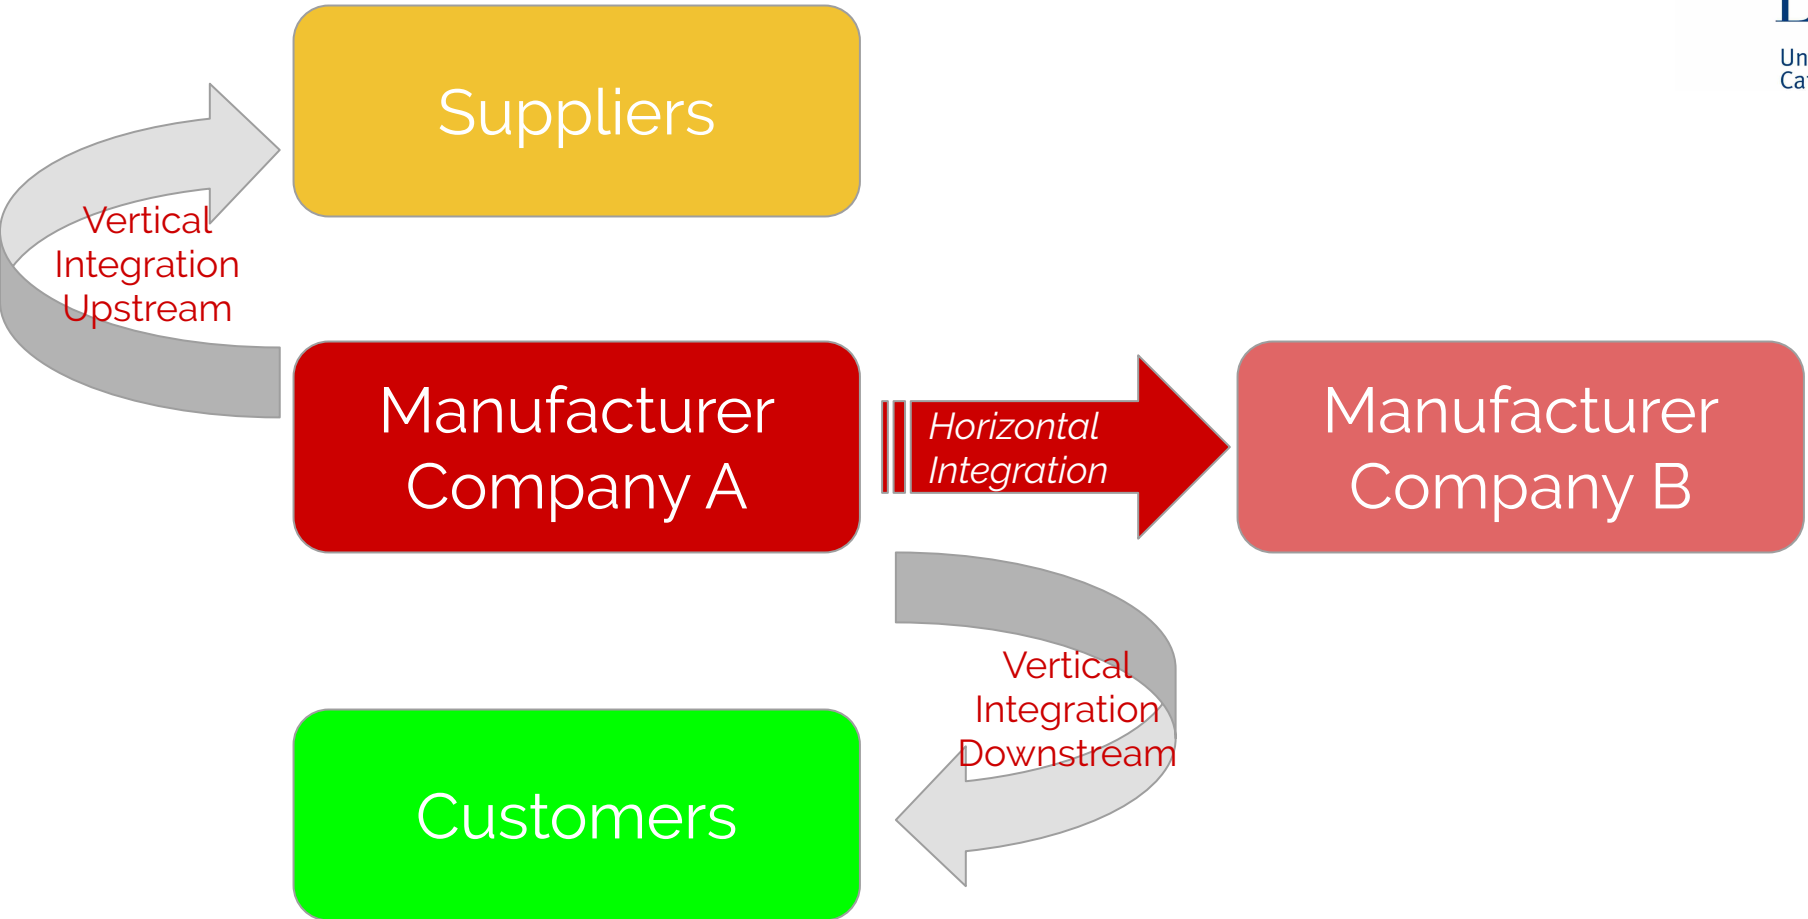 Suppliers
Vertical
Integration
Upstream
Manufacturer
Company A
Horizontal
Integration
Manufacturer
Company B
Vertical
Integration
Downstream
Customers